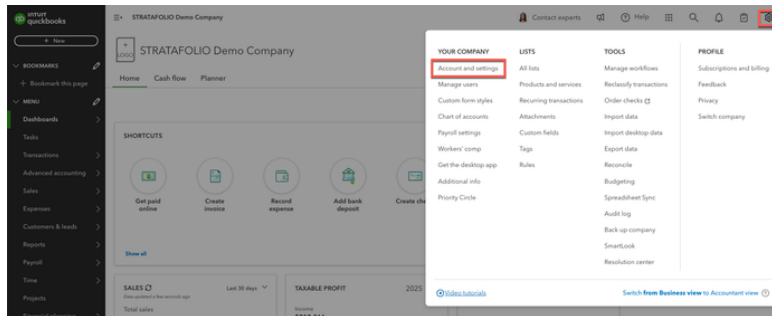 INTUIT
quickbooks
+ New
BOOKMARKS
+ Bookmark this page
MENU
Dashboards
Tasks
Transactions
Advanced accounting
Sales
Expenses
Customers & leads
Reports
Payroll
Time
Projects
STRATAFOLIO Demo Company
Contact experts
Help
+
LOGO
STRATAFOLIO Demo Company
Home Cash flow Planner
SHORTCUTS
Get paid
online
Create
invoice
Record
expense
Add bank
deposit
Show all
SALES
Last 30 days
Data updated a few seconds ago
Total sales
TAXABLE PROFIT
2025
Income
YOUR COMPANY
Account and settings
Manage users
Custom form styles
Chart of accounts
Payroll settings
Workers' comp
Get the desktop app
Additional info
Priority Circle
LISTS
All lists
Products and services
Recurring transactions
Attachments
Custom fields
Tags
Rules
TOOLS
Manage workflows
Reclassify transactions
Order checks
Import data
Import desktop data
Export data
Reconcile
Budgeting
Spreadsheet Sync
Audit log
Back up company
SmartLook
Resolution center
PROFILE
Subscriptions and billing
Feedback
Privacy
Switch company
Video tutorials
Switch from Business view to Accountant view